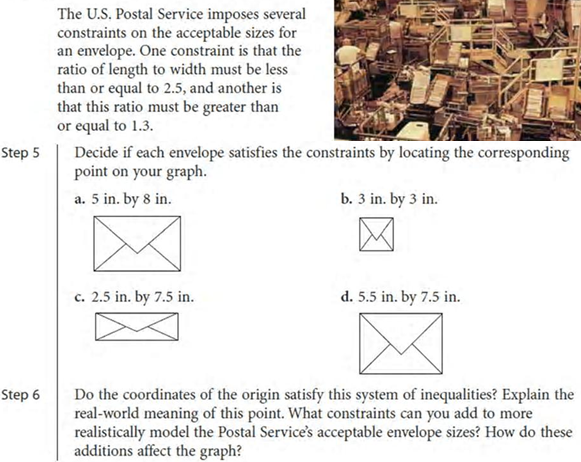 The U.S. Postal Service imposes several
constraints on the acceptable sizes for
an envelope. One constraint is that the
ratio of length to width must be less
than or equal to 2.5, and another is
that this ratio must be greater than
or equal to 1.3.
Step 5 Decide if each envelope satisfies the constraints by locating the corresponding
point on your graph.
a. 5 in. by 8 in. b. 3 in. by 3 in.
c. 2.5 in. by 7.5 in. d. 5.5 in. by 7.5 in.
Step 6 Do the coordinates of the origin satisfy this system of inequalities? Explain the
real-world meaning of this point. What constraints can you add to more
realistically model the Postal Service's acceptable envelope sizes? How do these
additions affect the graph?